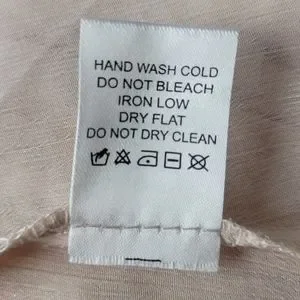 HAND WASH COLD
DO NOT BLEACH
IRON LOW
DRY FLAT
DO NOT DRY CLEAN